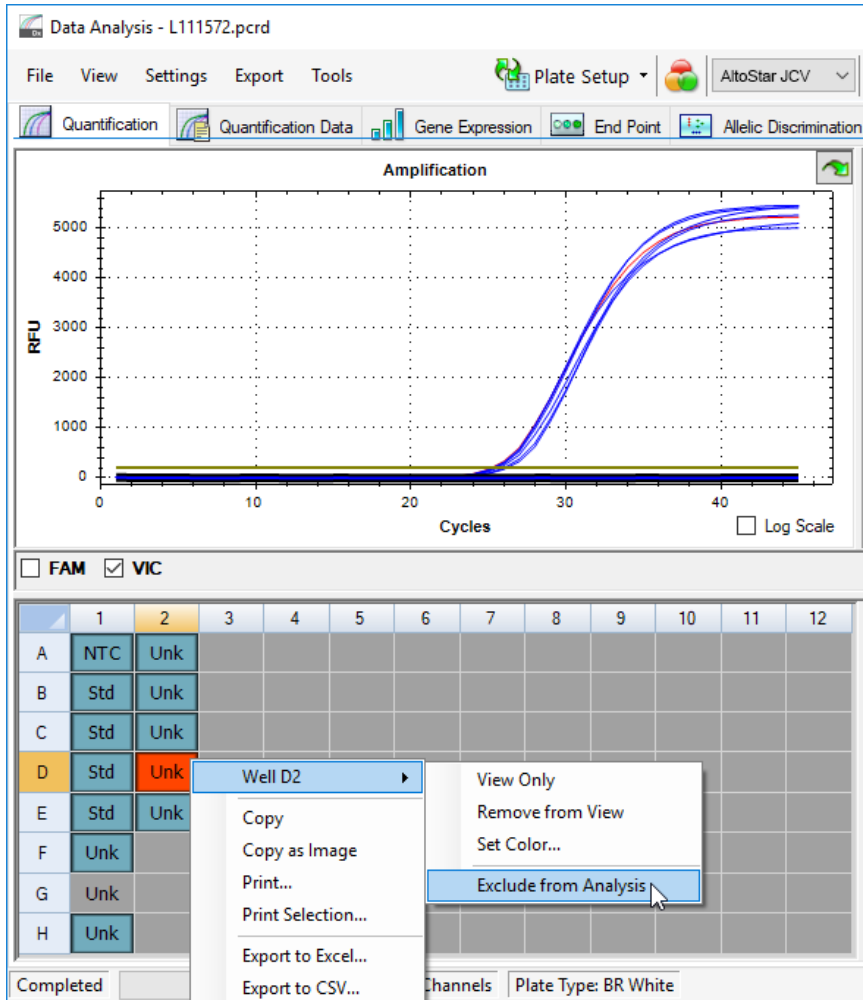 Data Analysis - L111572.pcrd
File View Settings Export Tools Plate Setup AltoStar JCV
Quantification Quantification Data Gene Expression End Point Allelic Discrimination
Amplification
5000
4000
3000
2000
1000
0
RFU
0 10 20 30 40
Cycles
Log Scale
FAM VIC
1 2 3 4 5 6 7 8 9 10 11 12
A NTC Unk
B Std Unk
C Std Unk
D Std Unk
E Std Unk
F Unk
G Unk
H Unk
Well D2
Copy
Copy as Image
Print...
Print Selection...
Export to Excel...
Export to CSV...
View Only
Remove from View
Set Color...
Exclude from Analysis
Completed Channels Plate Type: BR White